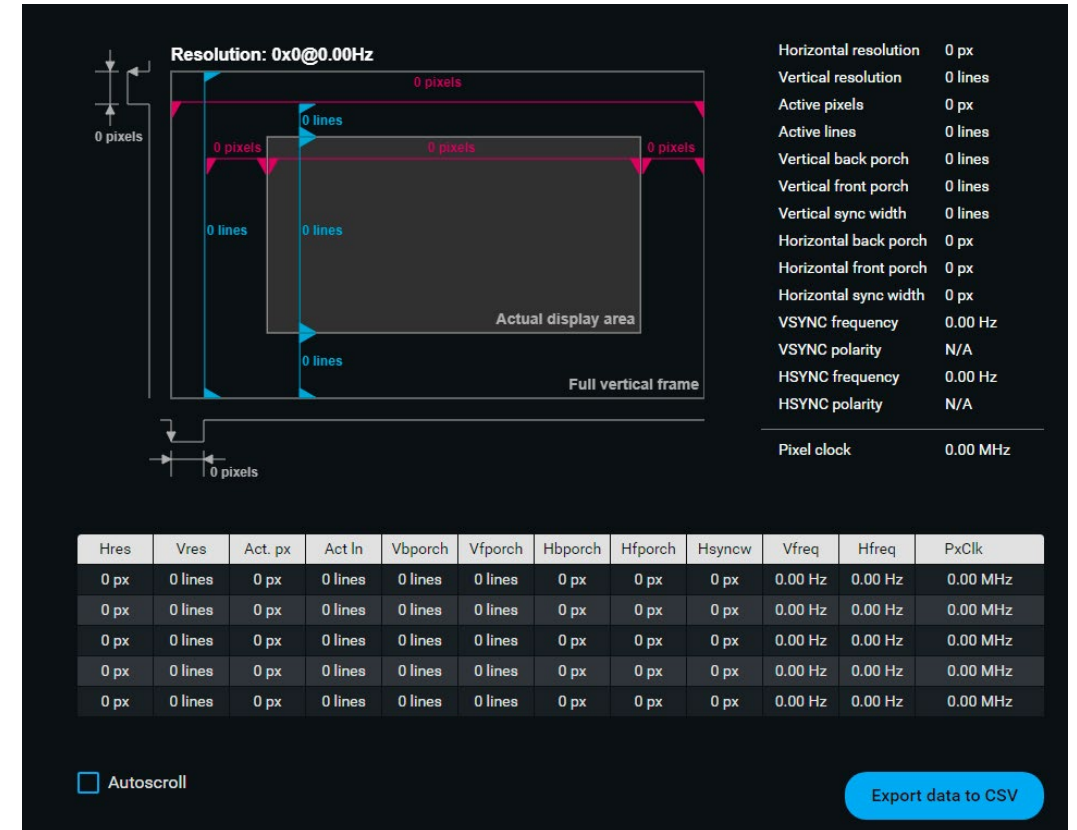 Resolution: 0x0@0.00Hz
0 pixels
0 lines
0 pixels
0 pixels
0 pixels
0 pixels
0 lines
0 lines
Actual display area
0 lines
Full vertical frame
0 pixels
Horizontal resolution 0 px
Vertical resolution 0 lines
Active pixels 0 px
Active lines 0 lines
Vertical back porch 0 lines
Vertical front porch 0 lines
Vertical sync width 0 lines
Horizontal back porch 0 px
Horizontal front porch 0 px
Horizontal sync width 0 px
VSYNC frequency 0.00 Hz
VSYNC polarity N/A
HSYNC frequency 0.00 Hz
HSYNC polarity N/A
Pixel clock 0.00 MHz
Hres Vres Act. px Act ln Vbporch Vfporch Hbporch Hfporch Hsyncw Vfreq Hfreq PxClk
0 px 0 lines 0 px 0 lines 0 lines 0 lines 0 px 0 px 0 px 0.00 Hz 0.00 Hz 0.00 MHz
0 px 0 lines 0 px 0 lines 0 lines 0 lines 0 px 0 px 0 px 0.00 Hz 0.00 Hz 0.00 MHz
0 px 0 lines 0 px 0 lines 0 lines 0 lines 0 px 0 px 0 px 0.00 Hz 0.00 Hz 0.00 MHz
0 px 0 lines 0 px 0 lines 0 lines 0 lines 0 px 0 px 0 px 0.00 Hz 0.00 Hz 0.00 MHz
0 px 0 lines 0 px 0 lines 0 lines 0 lines 0 px 0 px 0 px 0.00 Hz 0.00 Hz 0.00 MHz
Autoscroll
Export data to CSV